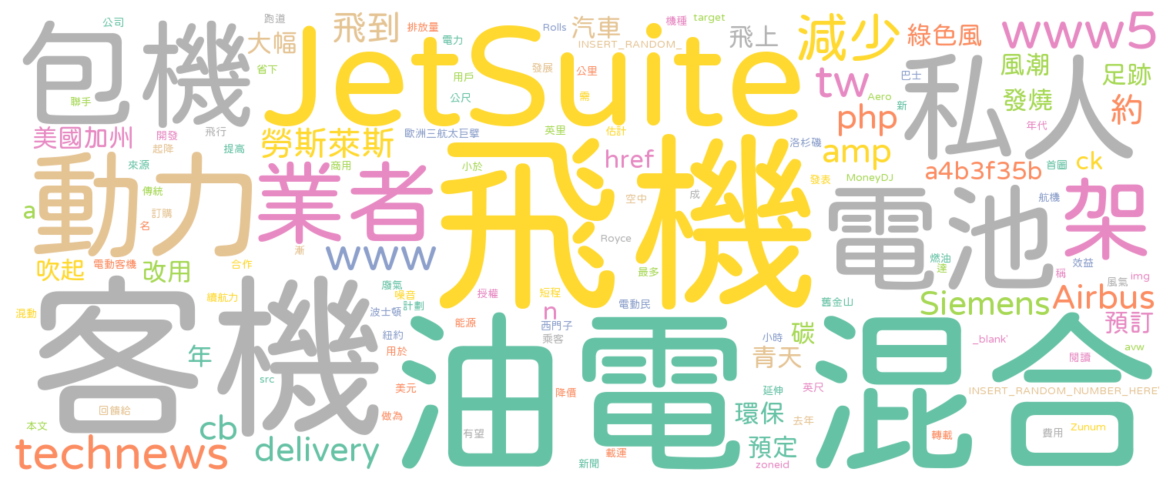 公司
跑道
飛到
排放量
汽車
Rolls
機種
target
減少
綠色風
www5
包機
大幅
電力
INSERT_RANDOM_
飛上
JetSuite
省下
用戶
發展
公里
風潮
足跡
聯手
公尺
需
tw
巴士
私人
Aero
新
發燒
約
美國加州
開發
飛行
歐洲三航太巨擘
英里
估計
洛杉磯
php
年代
起降
勞斯萊斯
提高
來源
商用
小於
href
amp
首圖
ck
動力
傳統
業者
飛機
發表
MoneyDJ
a4b3f35b
空中
成
電池
航機
架
a
訂購
名
漸
www
Royce
吹起
電動客機
改用
合作
最多
燃油
達
效益
稱
風氣
img
客機
續航力
廢氣
噪音
計劃
授權
短程
電動民
舊金山
Siemens
Airbus
混動
波士頓
n
碳
預訂
能源
西門子
油電混合
年
紐約
乘客
小時
青天
_blank'
閱讀
avw
用於
src
美元
降價
延伸
英尺
INSERT_RANDOM_NUMBER_HERE'
回饋給
做為
環保
去年
本文
cb
有望
預定
轉載
費用
Zunum
technews
delivery
新聞
載運
zoneid